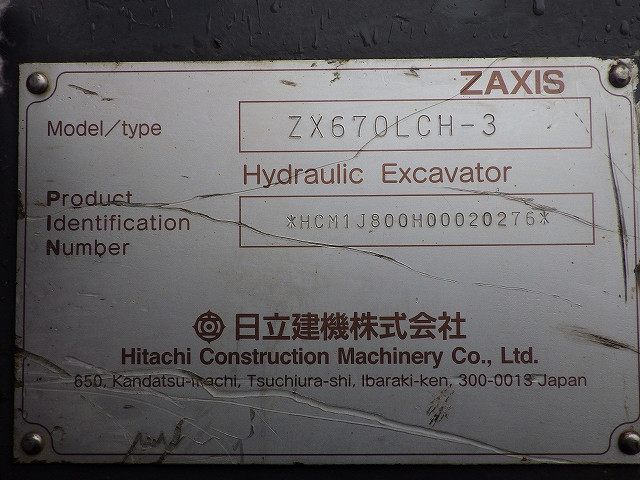 ZAXIS
Model/type
ZX670LCH-3
Hydraulic Excavator
Product
Identification
Number
*HCM1J800H00020276*
日立建機株式会社
Hitachi Construction Machinery Co., Ltd.
650, Kandatsu-machi, Tsuchiura-shi, Ibaraki-ken, 300-0013 Japan